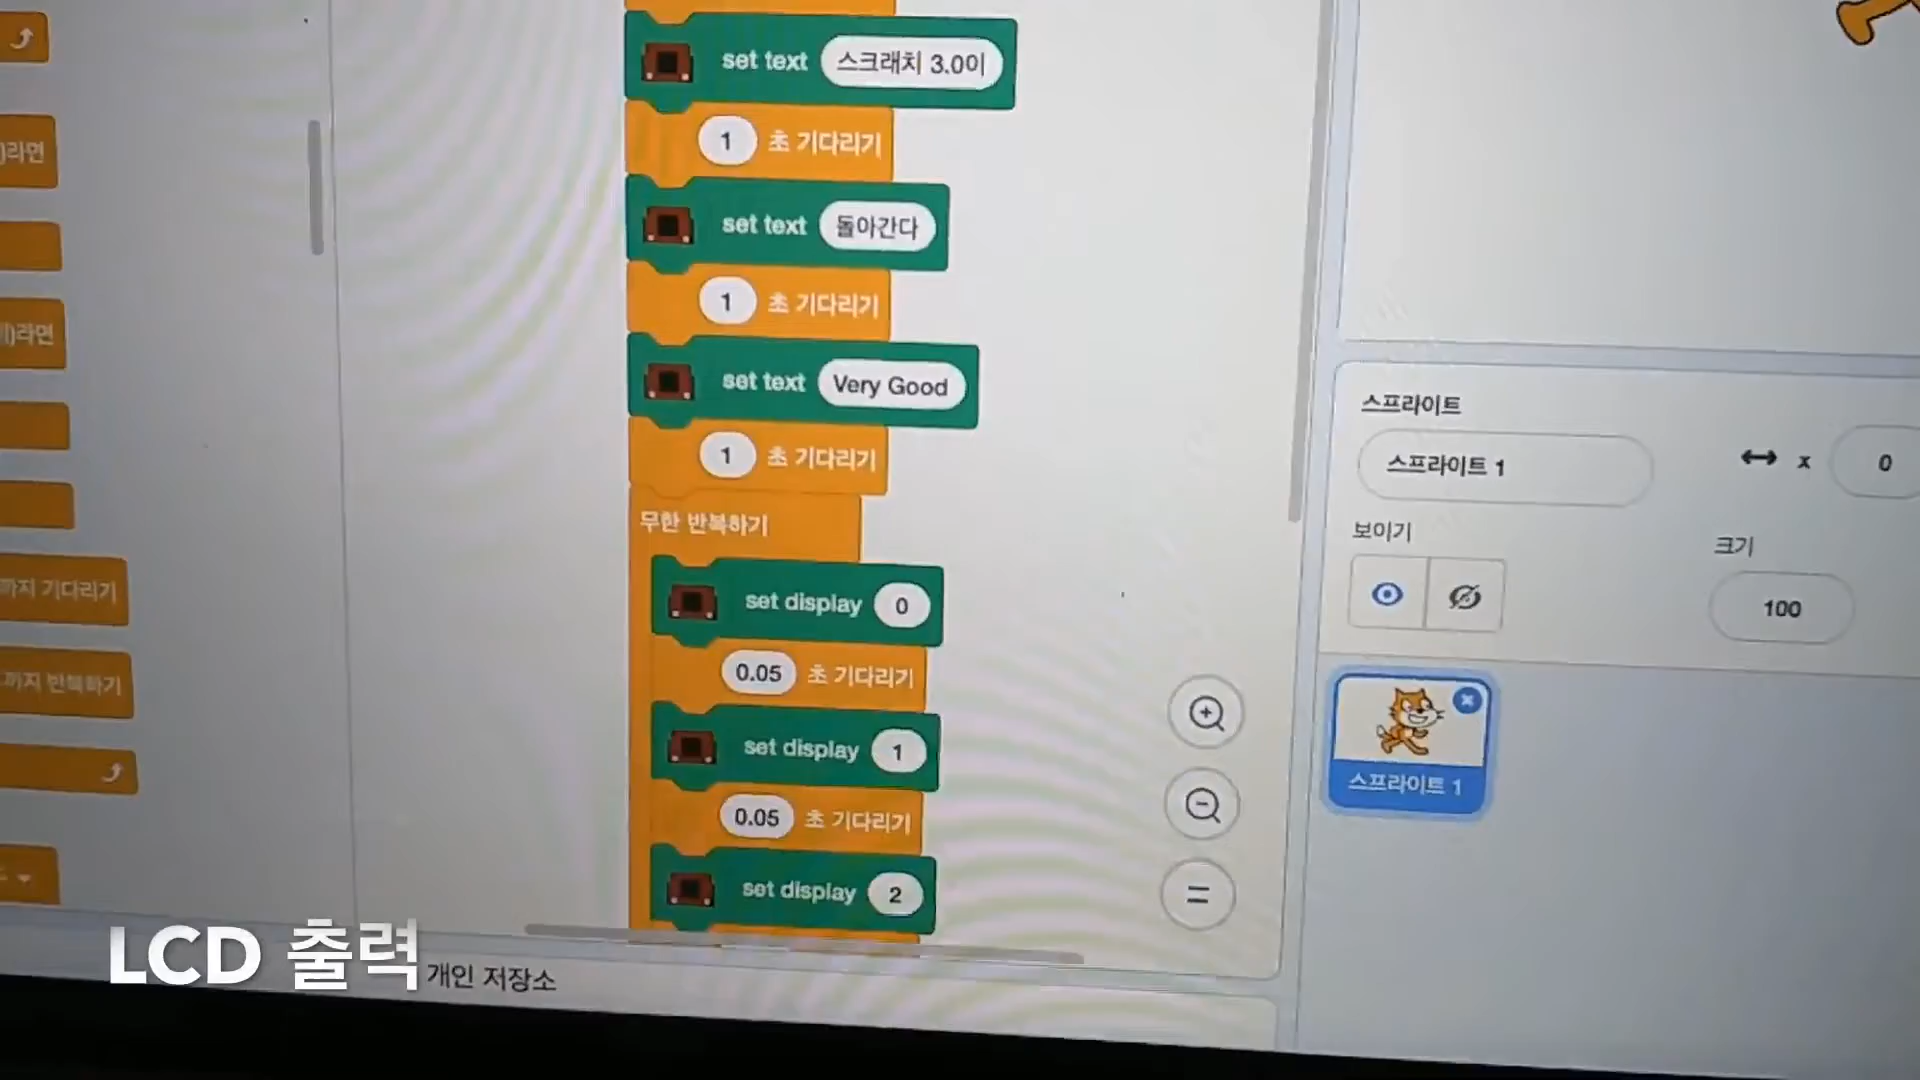 set text 스크래치 3.0이
1 초 기다리기
set text 돌아간다
1 초 기다리기
set text Very Good
1 초 기다리기
무한 반복하기
set display 0
0.05 초 기다리기
set display 1
0.05 초 기다리기
set display 2
)라면
)라면
까지 기다리기
까지 반복하기
스프라이트
스프라이트 1
x 0
보이기
크기
100
스프라이트 1
LCD 출력
개인 저장소